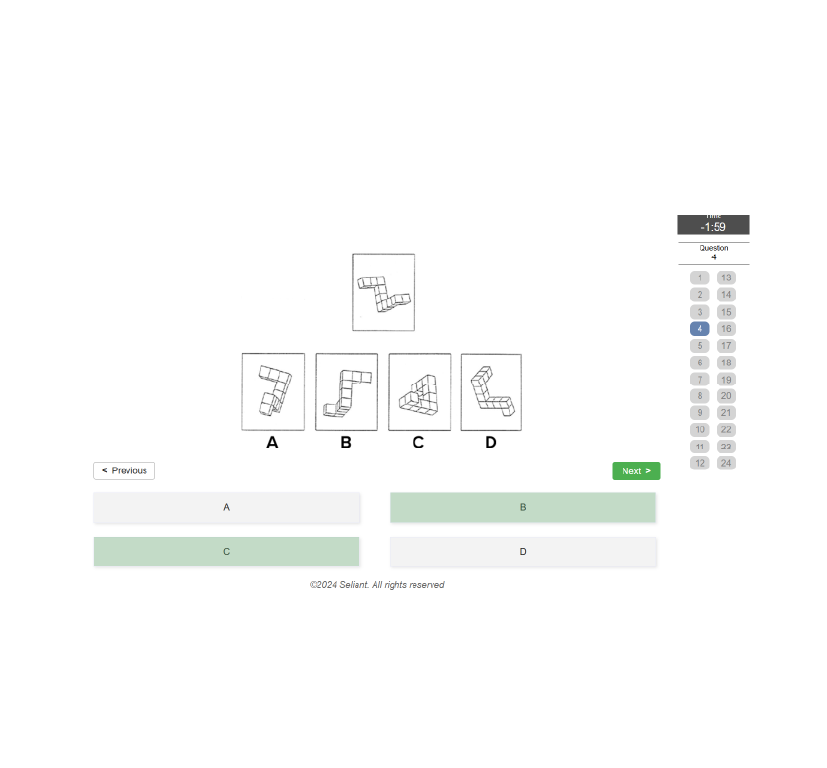 Time
-1:59
Question
4
1 13
2 14
3 15
4 16
5 17
6 18
7 19
8 20
9 21
10 22
11 23
12 24
A B C D
< Previous
Next >
A B
C D
©2024 Seliant. All rights reserved